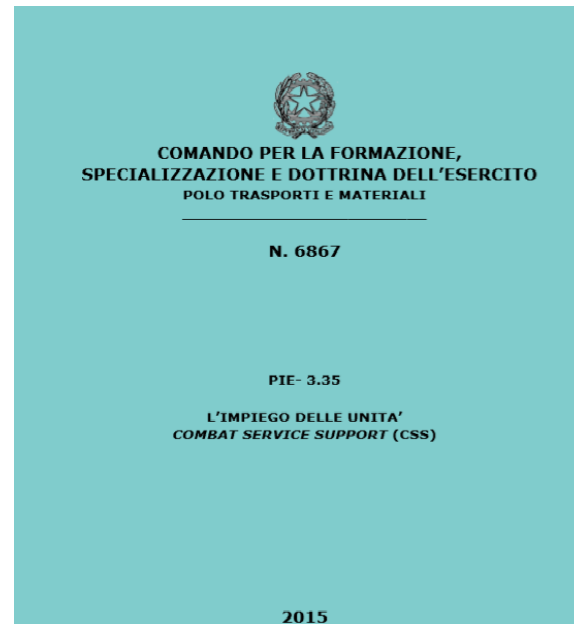 COMANDO PER LA FORMAZIONE,
SPECIALIZZAZIONE E DOTTRINA DELL'ESERCITO
POLO TRASPORTI E MATERIALI
N. 6867
PIE- 3.35
L'IMPIEGO DELLE UNITA'
COMBAT SERVICE SUPPORT (CSS)
2015